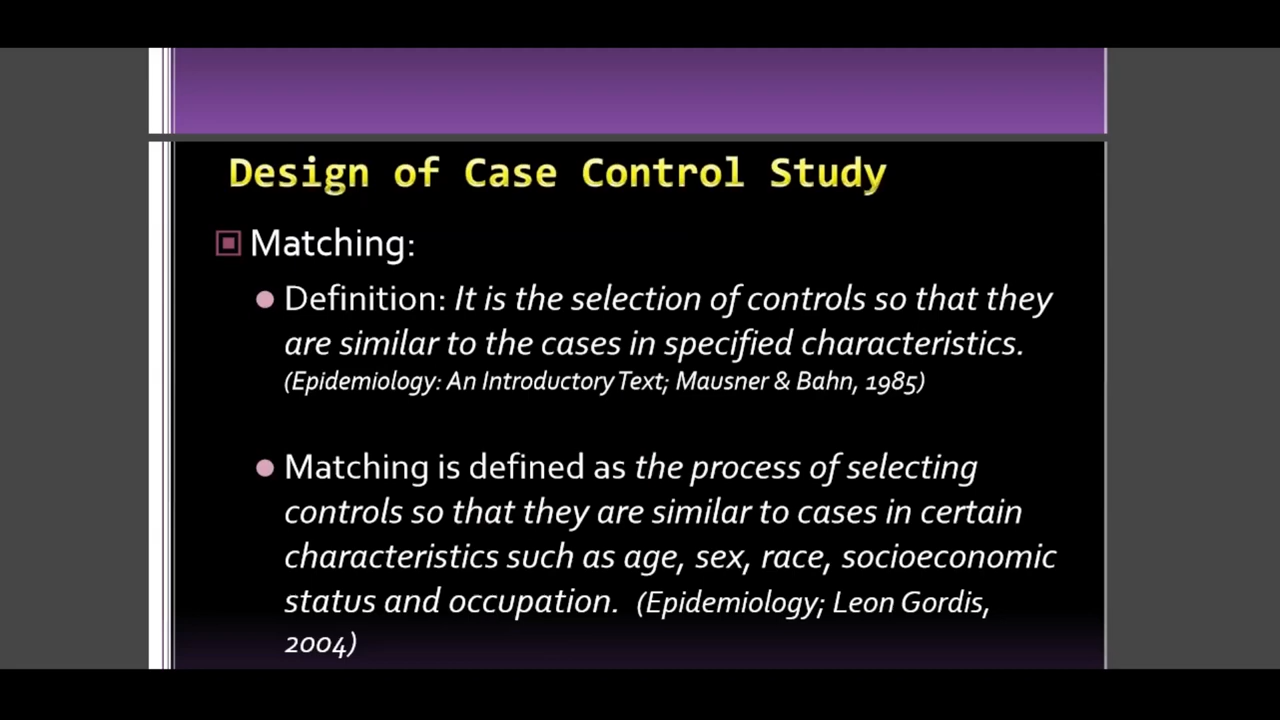 Design of Case Control Study
Matching:
Definition: It is the selection of controls so that they
are similar to the cases in specified characteristics.
(Epidemiology: An Introductory Text; Mausner & Bahn, 1985)
Matching is defined as the process of selecting
controls so that they are similar to cases in certain
characteristics such as age, sex, race, socioeconomic
status and occupation. (Epidemiology; Leon Gordis,
2004)